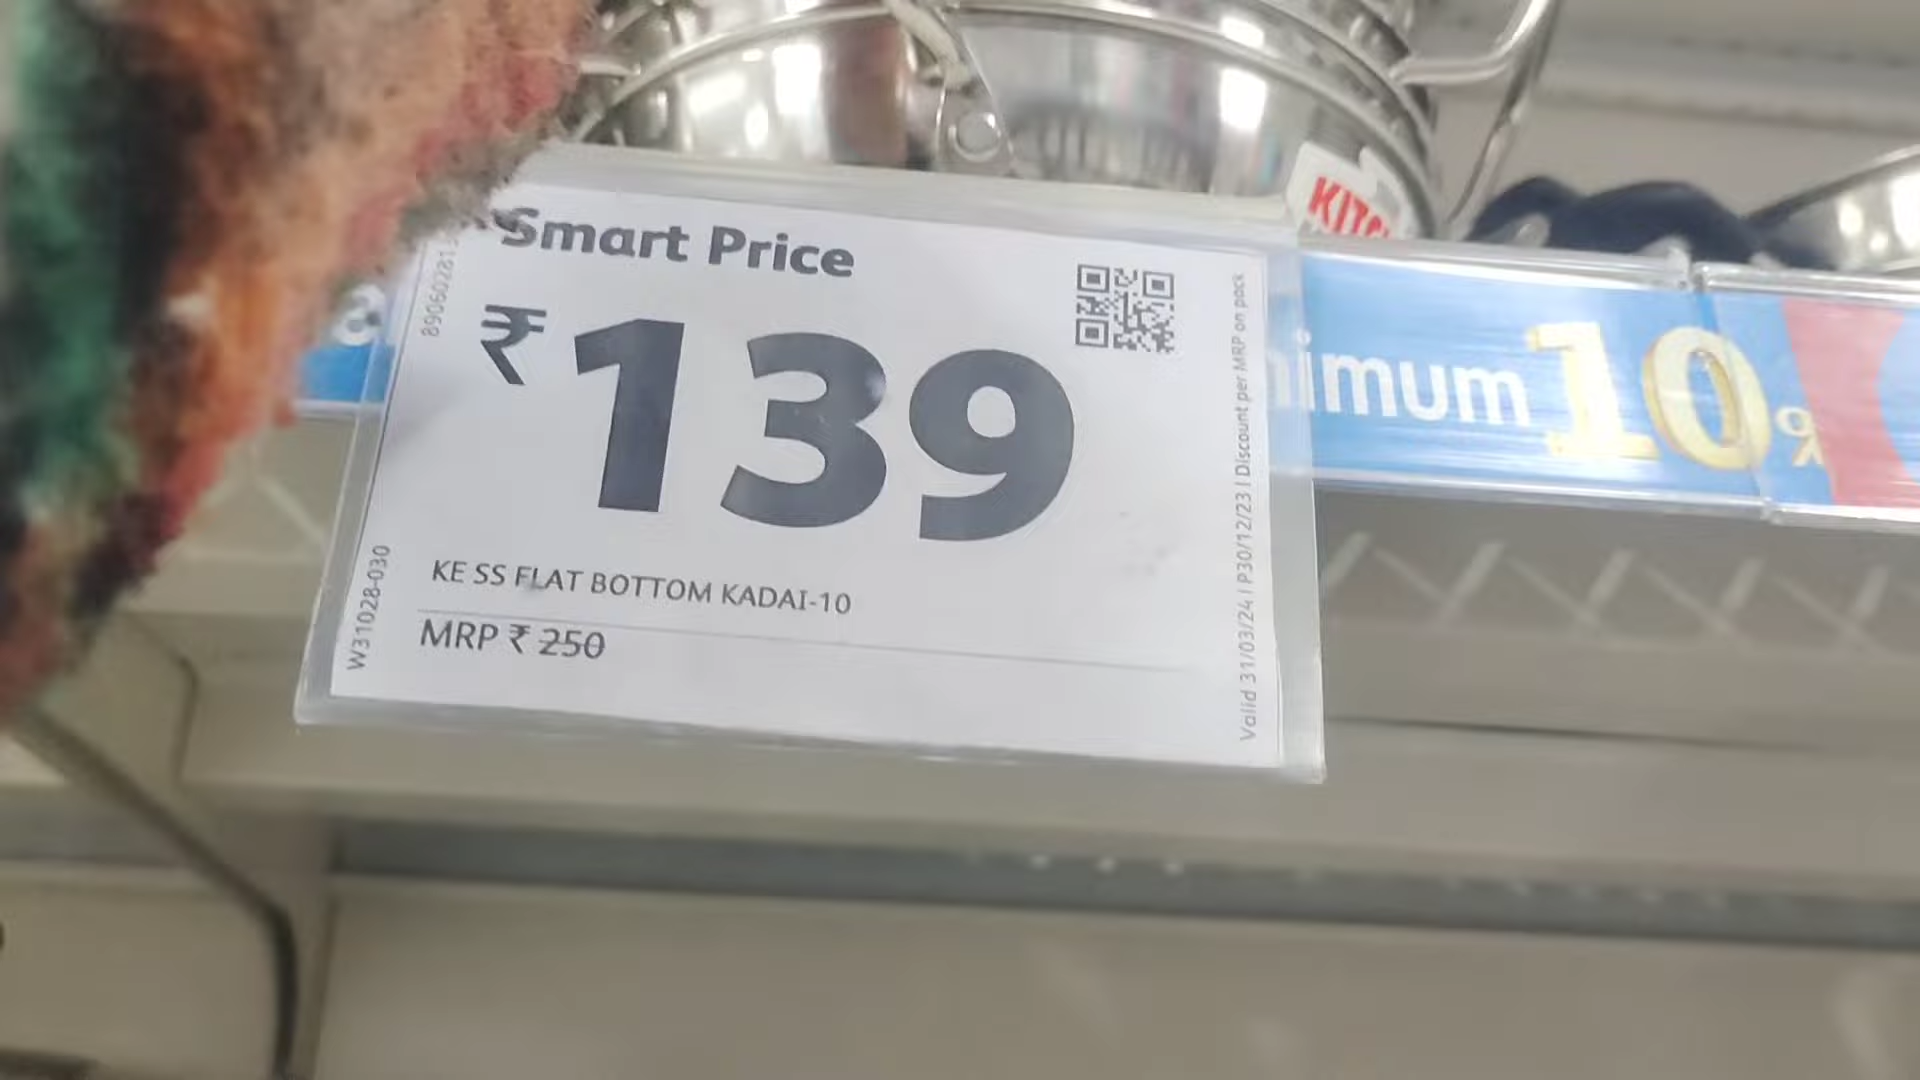 Smart Price
₹139
KE SS FLAT BOTTOM KADAI-10
MRP ₹ 250
W31028-030
Valid 31/03/24 | P30/12/23 | Discount per MRP on pack
10%